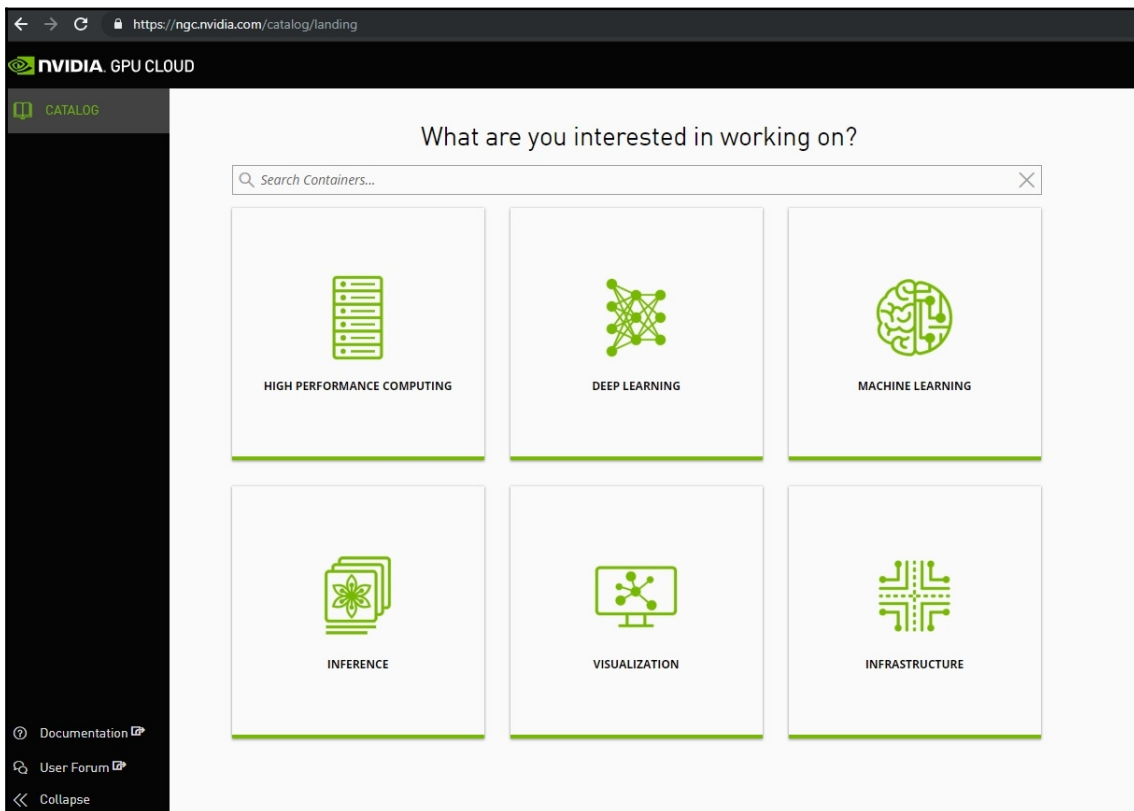 https://ngc.nvidia.com/catalog/landing
NVIDIA. GPU CLOUD
CATALOG
What are you interested in working on?
Search Containers...
HIGH PERFORMANCE COMPUTING
DEEP LEARNING
MACHINE LEARNING
INFERENCE
VISUALIZATION
INFRASTRUCTURE
Documentation
User Forum
Collapse